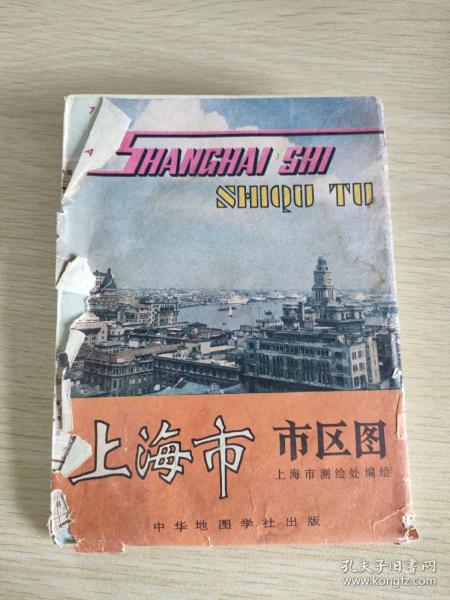 SHANGHAI SHI
SHIQU TU
上海市 市区图
上海市测绘处编绘
中华地图学社出版
孔夫子旧书网
www.kongfz.com